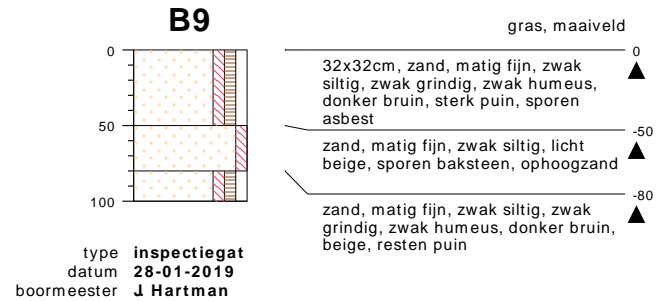 B9
gras, maaiveld
0
0
32x32cm, zand, matig fijn, zwak
siltig, zwak grindig, zwak humeus,
donker bruin, sterk puin, sporen
asbest
50
-50
zand, matig fijn, zwak siltig, licht
beige, sporen baksteen, ophoogzand
-80
100
zand, matig fijn, zwak siltig, zwak
grindig, zwak humeus, donker bruin,
beige, resten puin
type inspectiegat
datum 28-01-2019
boormeester J. Hartman